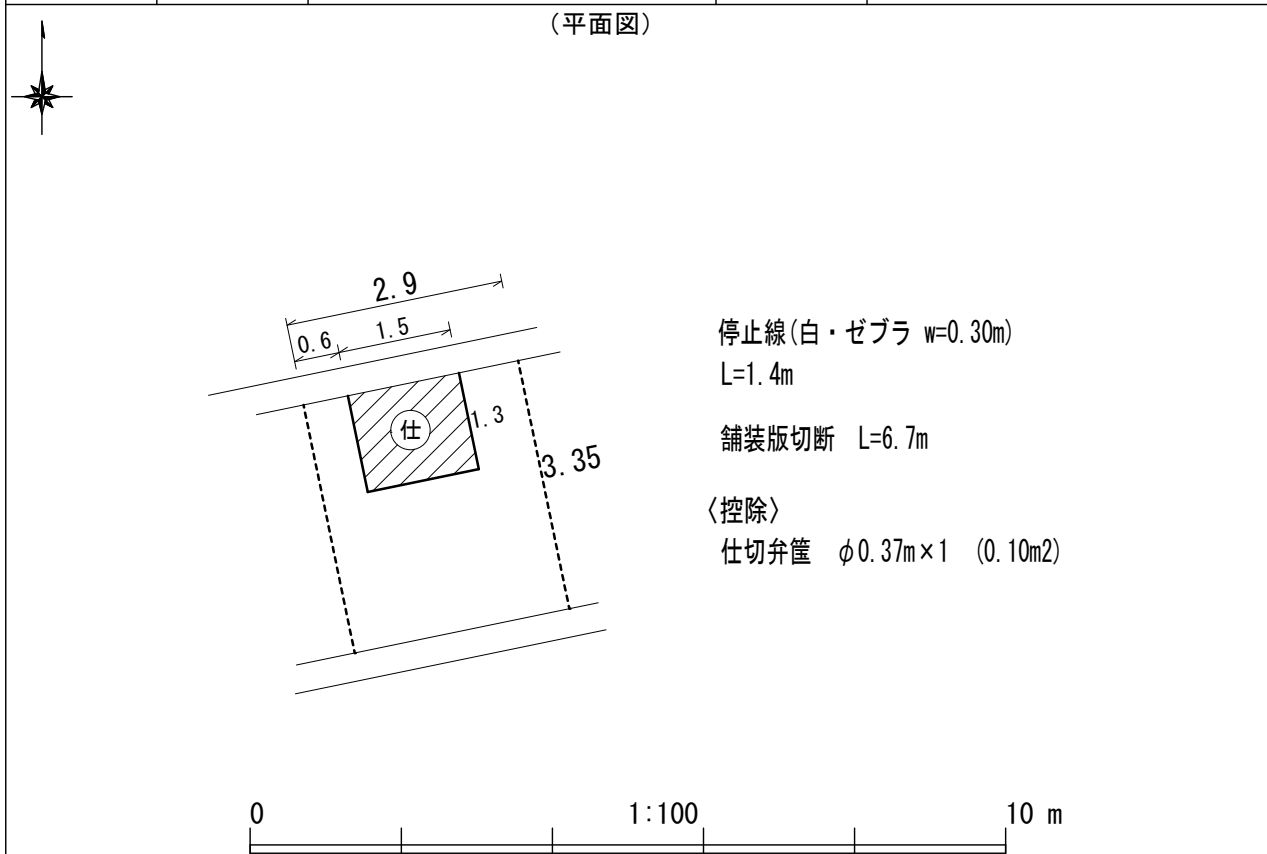 (平面図)
2.9
0.6
1.5
仕
1.3
3.35
停止線(白・ゼブラ w=0.30m)
L=1.4m
舗装版切断 L=6.7m
〈控除〉
仕切弁筐 φ0.37m×1 (0.10m2)
0 1:100 10 m